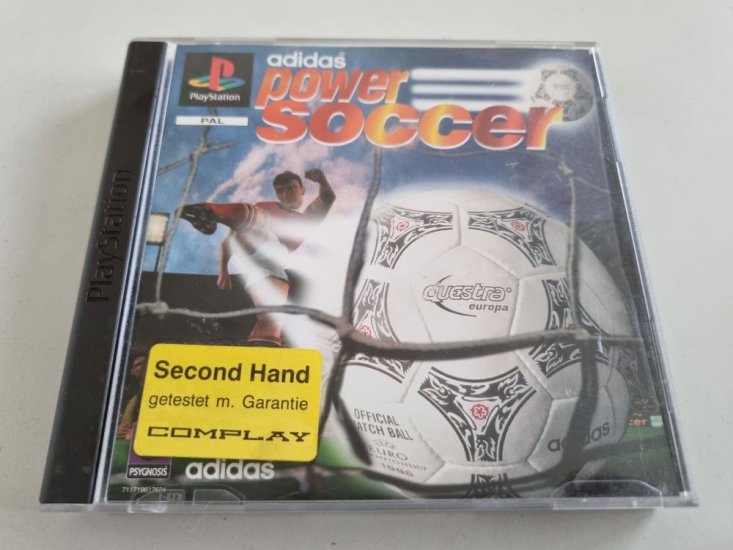 adidas
power
soccer
PlayStation
PAL
PlayStation
Questra
europa
Second Hand
getestet m. Garantie
COMPLAY
OFFICIAL
MATCH BALL
EURO
1996
adidas
PSYGNOSIS
adidas